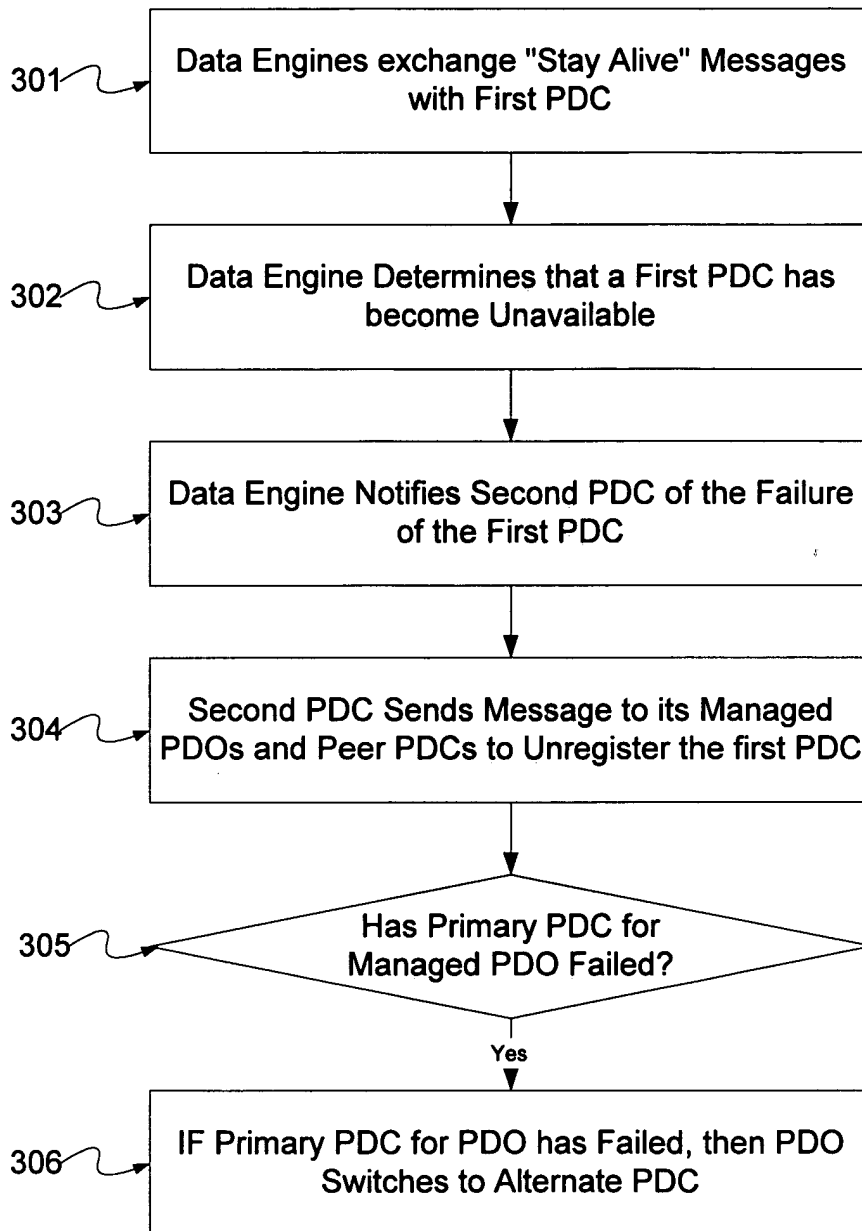 301
Data Engines exchange "Stay Alive" Messages
with First PDC
302
Data Engine Determines that a First PDC has
become Unavailable
303
Data Engine Notifies Second PDC of the Failure
of the First PDC
304
Second PDC Sends Message to its Managed
PDOs and Peer PDCs to Unregister the first PDC
305
Has Primary PDC for
Managed PDO Failed?
Yes
306
IF Primary PDC for PDO has Failed, then PDO
Switches to Alternate PDC